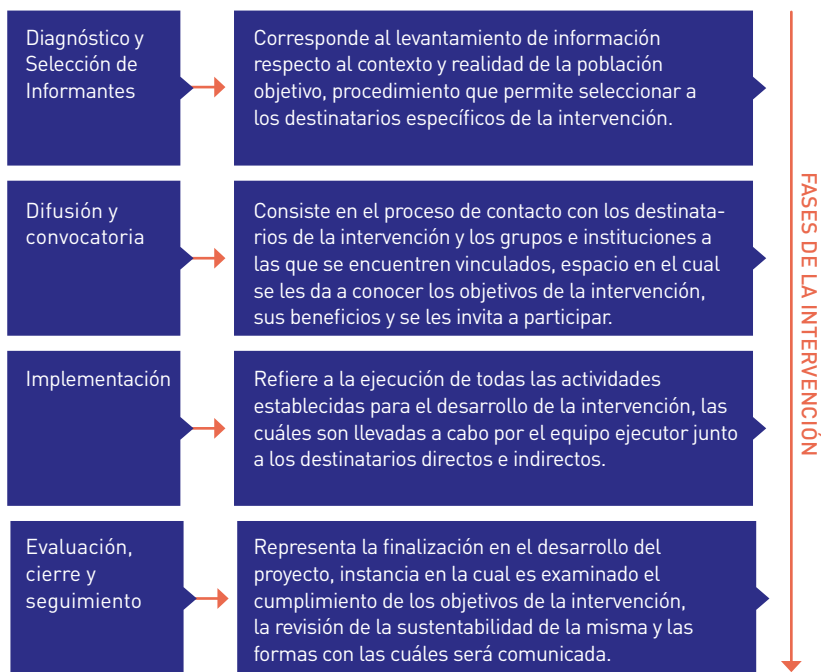 Diagnóstico y
Selección de
Informantes
Corresponde al levantamiento de información
respecto al contexto y realidad de la población
objetivo, procedimiento que permite seleccionar a
los destinatarios específicos de la intervención.
Difusión y
convocatoria
Consiste en el proceso de contacto con los destinata-
rios de la intervención y los grupos e instituciones a
las que se encuentren vinculados, espacio en el cual
se les da a conocer los objetivos de la intervención,
sus beneficios y se les invita a participar.
Implementación
Refiere a la ejecución de todas las actividades
establecidas para el desarrollo de la intervención, las
cuáles son llevadas a cabo por el equipo ejecutor junto
a los destinatarios directos e indirectos.
Evaluación,
cierre y
seguimiento
Representa la finalización en el desarrollo del
proyecto, instancia en la cual es examinado el
cumplimiento de los objetivos de la intervención,
la revisión de la sustentabilidad de la misma y las
formas con las cuáles será comunicada.
FASES DE LA INTERVENCIÓN